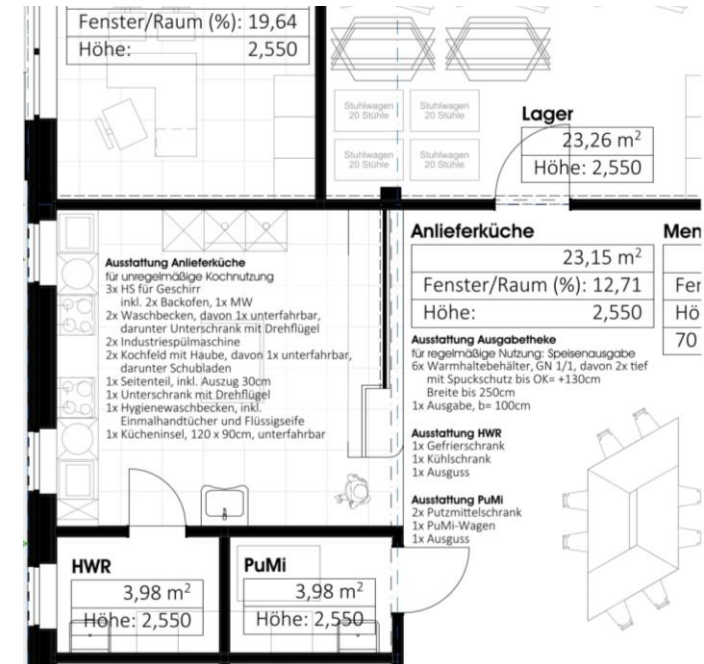 Fenster/Raum (%): 19,64
Höhe: 2,550
Stuhlwagen
20 Stühle
Stuhlwagen
20 Stühle
Stuhlwagen
20 Stühle
Stuhlwagen
20 Stühle
Lager
23,26 m²
Höhe: 2,550
Ausstattung Anlieferküche
für unregelmäßige Kochnutzung
3x HS für Geschirr
inkl. 2x Backofen, 1x MW
2x Waschbecken, davon 1x unterfahrbar,
darunter Unterschrank mit Drehflügel
2x Industriespülmaschine
2x Kochfeld mit Haube, davon 1x unterfahrbar,
darunter Schubladen
1x Seitenteil, inkl. Auszug 30cm
1x Unterschrank mit Drehflügel
1x Hygienewaschbecken, inkl.
Einmalhandtücher und Flüssigseife
1x Kücheninsel, 120 x 90cm, unterfahrbar
Anlieferküche
23,15 m²
Fenster/Raum (%): 12,71
Höhe: 2,550
Men
Fer
Hö
70
Ausstattung Ausgabetheke
für regelmäßige Nutzung: Speisenausgabe
6x Warmhaltebehälter, GN 1/1, davon 2x tief
mit Spuckschutz bis OK= +130cm
Breite bis 250cm
1x Ausgabe, b= 100cm
Ausstattung HWR
1x Gefrierschrank
1x Kühlschrank
1x Ausguss
Ausstattung PuMi
2x Putzmittelschrank
1x PuMi-Wagen
1x Ausguss
HWR
3,98 m²
Höhe: 2,550
PuMi
3,98 m²
Höhe: 2,550